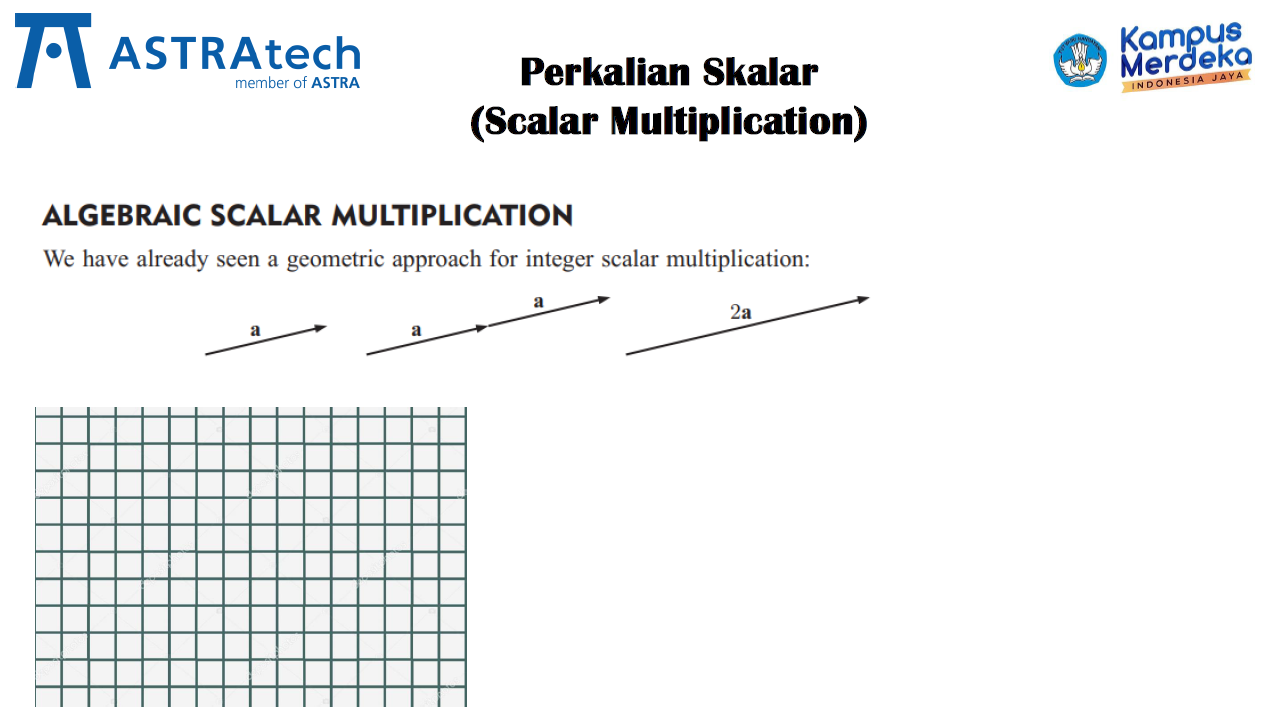 ASTRAtech
member of ASTRA
Kampus
Merdeka
INDONESIA JAYA
Perkalian Skalar
(Scalar Multiplication)
ALGEBRAIC SCALAR MULTIPLICATION
We have already seen a geometric approach for integer scalar multiplication:
a
a
a
2a